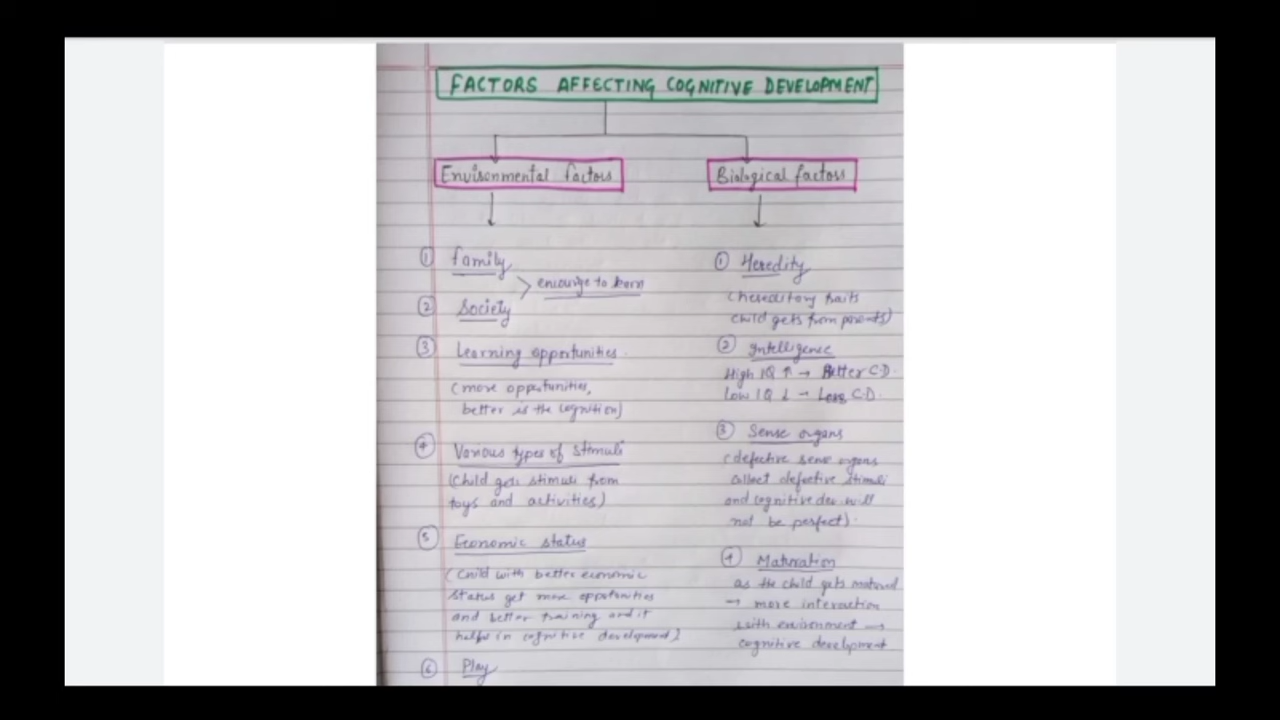 FACTORS AFFECTING COGNITIVE DEVELOPMENT
Environmental factors
① Family
② Society
> encourge to learn
③ Learning opportunities
(more opportunities,
better is the cognition)
④ Various types of stimuli
(Child gets stimuli from
toys and activities)
⑤ Economic status
(Child with better economic
status get more opportunities
and better training and it
helps in cognitive development)
⑥ Play
Biological factors
① Heredity
(hereditory traits
child gets from parents)
② Intelligence
High IQ ↑ → Better C.D.
Low IQ ↓ → Less C.D.
③ Sense organs
(defective sense organs
collect defective stimuli
and cognitive dev will
not be perfect).
④ Maturation
as the child gets matured
→ more interaction
with environment →
cognitive development